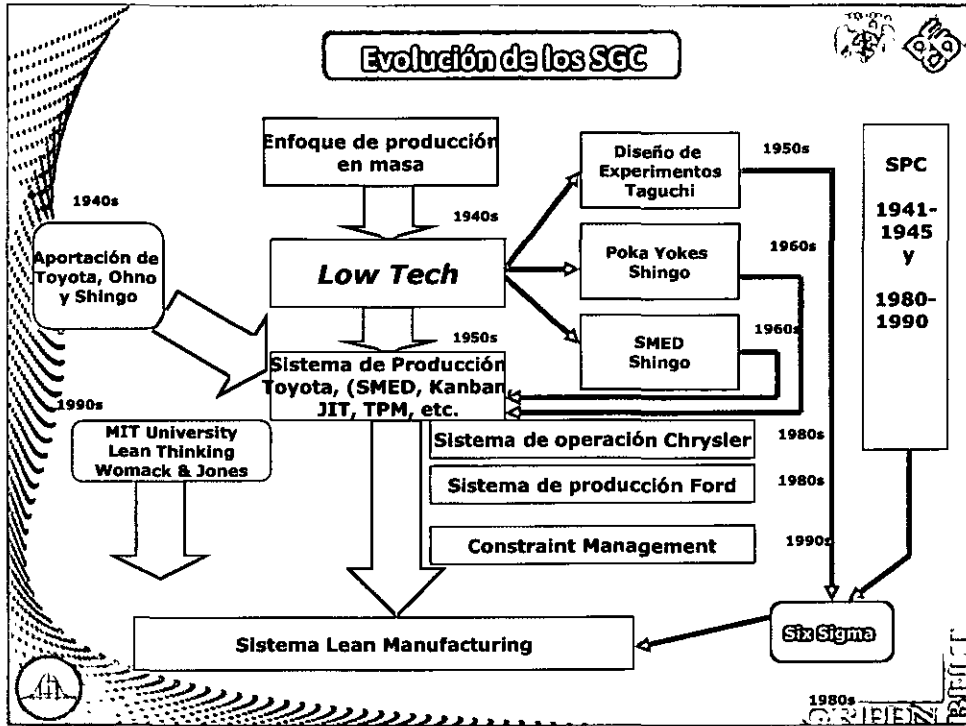 Evolución de los SGC
Enfoque de producción
en masa
1940s
Low Tech
1940s
Aportación de
Toyota, Ohno
y Shingo
1950s
Sistema de Producción
Toyota, (SMED, Kanban
JIT, TPM, etc.
Diseño de
Experimentos
Taguchi
1950s
Poka Yokes
Shingo
1960s
SMED
Shingo
1960s
SPC
1941-
1945
y
1980-
1990
1990s
MIT University
Lean Thinking
Womack & Jones
Sistema de operación Chrysler
1980s
Sistema de producción Ford
1980s
Constraint Management
1990s
Sistema Lean Manufacturing
Six Sigma
1980s